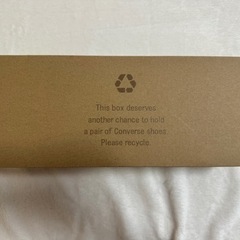 This box deserves
another chance to hold
a pair of Converse shoes.
Please recycle.